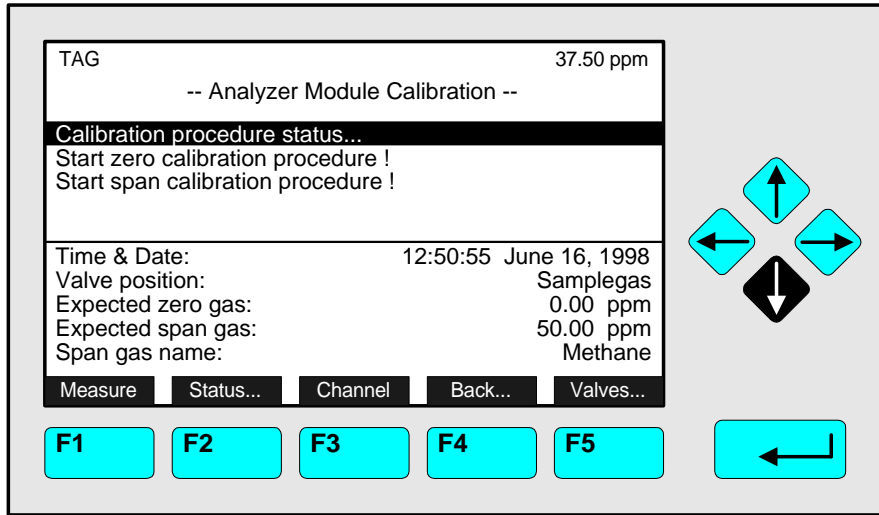 TAG 37.50 ppm
-- Analyzer Module Calibration --
Calibration procedure status...
Start zero calibration procedure !
Start span calibration procedure !
Time & Date: 12:50:55 June 16, 1998
Valve position: Samplegas
Expected zero gas: 0.00 ppm
Expected span gas: 50.00 ppm
Span gas name: Methane
Measure Status... Channel Back... Valves...
F1 F2 F3 F4 F5